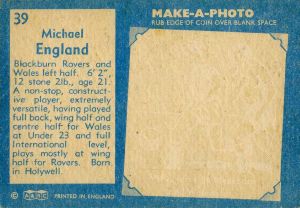 39
Michael
England
Blackburn Rovers and
Wales left half. 6' 2",
12 stone 2lb., age 21.
A non-stop, construct-
ive player, extremely
versatile, having played
full back, wing half and
centre half for Wales
at Under 23 and full
International level,
plays mostly at wing
half for Rovers. Born
in Holywell.
© A&BC PRINTED IN ENGLAND
MAKE-A-PHOTO
RUB EDGE OF COIN OVER BLANK SPACE